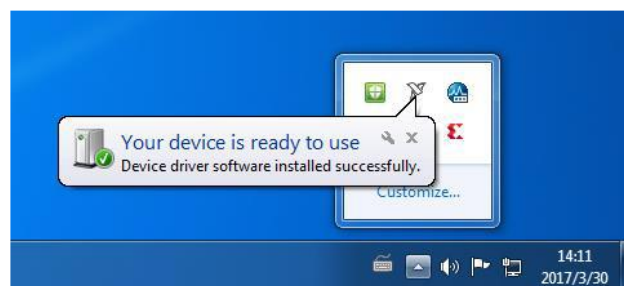 Your device is ready to use
Device driver software installed successfully.
Customize...
14:11
2017/3/30